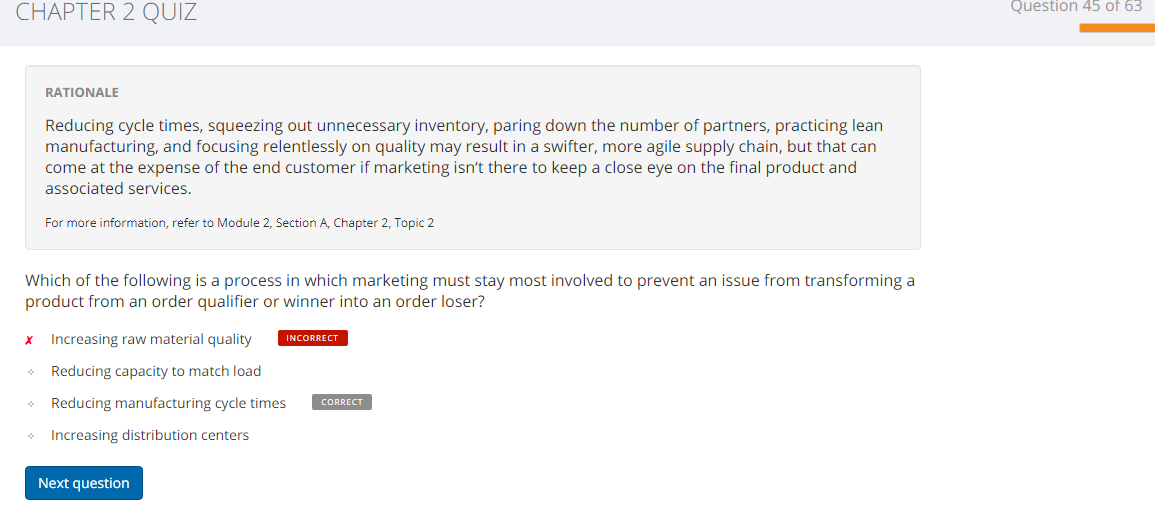 CHAPTER 2 QUIZ
Question 45 of 63
RATIONALE
Reducing cycle times, squeezing out unnecessary inventory, paring down the number of partners, practicing lean
manufacturing, and focusing relentlessly on quality may result in a swifter, more agile supply chain, but that can
come at the expense of the end customer if marketing isn't there to keep a close eye on the final product and
associated services.
For more information, refer to Module 2, Section A, Chapter 2, Topic 2
Which of the following is a process in which marketing must stay most involved to prevent an issue from transforming a
product from an order qualifier or winner into an order loser?
✗ Increasing raw material quality INCORRECT
Reducing capacity to match load
Reducing manufacturing cycle times CORRECT
Increasing distribution centers
Next question